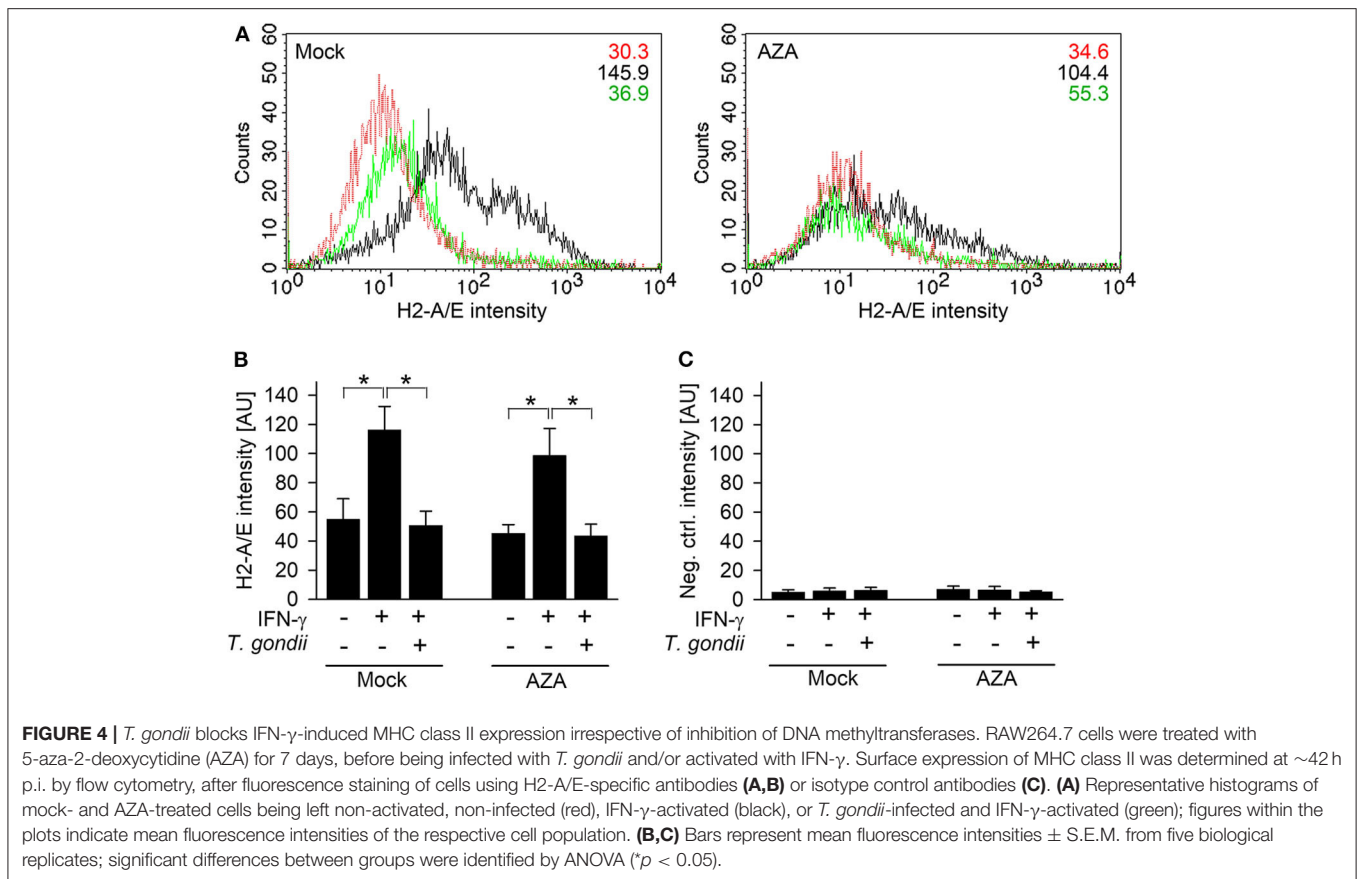 A
Mock
30.3
145.9
36.9
60
50
40
30
20
10
0
Counts
10^0 10^1 10^2 10^3 10^4
H2-A/E intensity
AZA
34.6
104.4
55.3
60
50
40
30
20
10
0
Counts
10^0 10^1 10^2 10^3 10^4
H2-A/E intensity
B
H2-A/E intensity [AU]
140
120
100
80
60
40
20
0
* * * *
IFN-γ - + + - + +
T. gondii - - + - - +
Mock AZA
C
Neg. ctrl. intensity [AU]
140
120
100
80
60
40
20
0
IFN-γ - + + - + +
T. gondii - - + - - +
Mock AZA
FIGURE 4 | T. gondii blocks IFN-γ-induced MHC class II expression irrespective of inhibition of DNA methyltransferases. RAW264.7 cells were treated with
5-aza-2-deoxycytidine (AZA) for 7 days, before being infected with T. gondii and/or activated with IFN-γ. Surface expression of MHC class II was determined at ~42 h
p.i. by flow cytometry, after fluorescence staining of cells using H2-A/E-specific antibodies (A,B) or isotype control antibodies (C). (A) Representative histograms of
mock- and AZA-treated cells being left non-activated, non-infected (red), IFN-γ-activated (black), or T. gondii-infected and IFN-γ-activated (green); figures within the
plots indicate mean fluorescence intensities of the respective cell population. (B,C) Bars represent mean fluorescence intensities ± S.E.M. from five biological
replicates; significant differences between groups were identified by ANOVA (*p < 0.05).